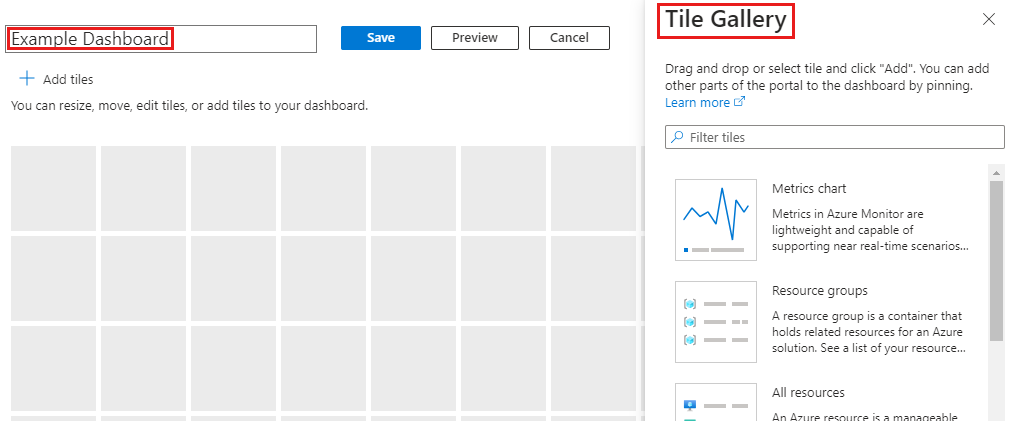 Example Dashboard
Save
Preview
Cancel
Add tiles
You can resize, move, edit tiles, or add tiles to your dashboard.
Tile Gallery
Drag and drop or select tile and click "Add". You can add
other parts of the portal to the dashboard by pinning.
Learn more
Filter tiles
Metrics chart
Metrics in Azure Monitor are
lightweight and capable of
supporting near real-time scenarios...
Resource groups
A resource group is a container that
holds related resources for an Azure
solution. See a list of your resource...
All resources
An Azure resource is a manageable